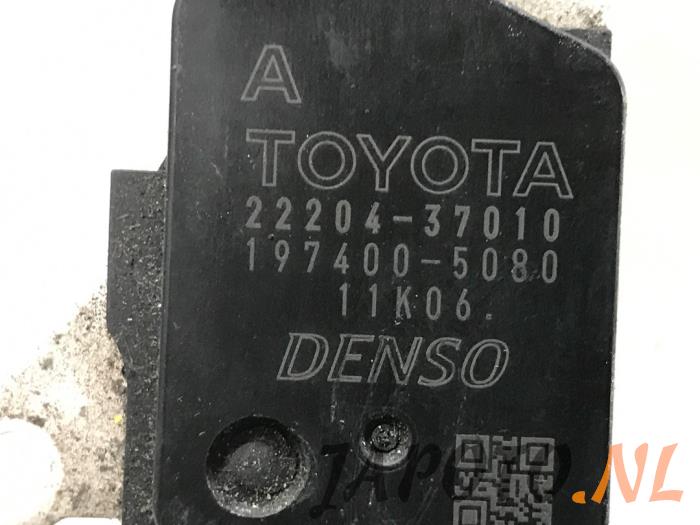 A
TOYOTA
22204-37010
197400-5080
11K06.
DENSO
JAPOTO.NL